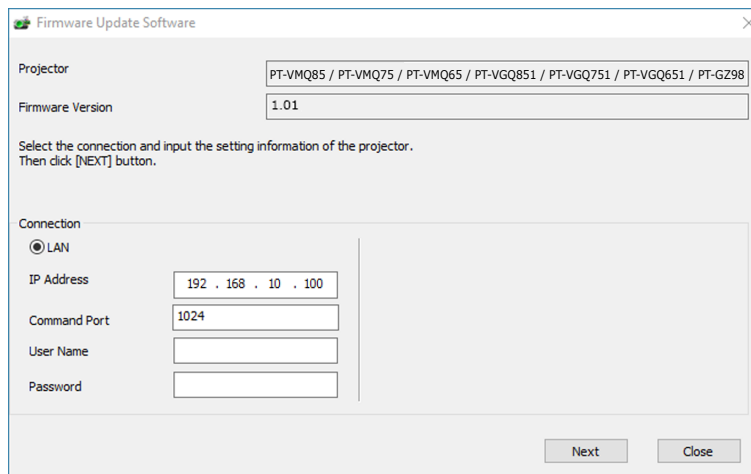 Firmware Update Software
Projector
PT-VMQ85 / PT-VMQ75 / PT-VMQ65 / PT-VGQ851 / PT-VGQ751 / PT-VGQ651 / PT-GZ98
Firmware Version
1.01
Select the connection and input the setting information of the projector.
Then click [NEXT] button.
Connection
LAN
IP Address 192 . 168 . 10 . 100
Command Port 1024
User Name
Password
Next Close